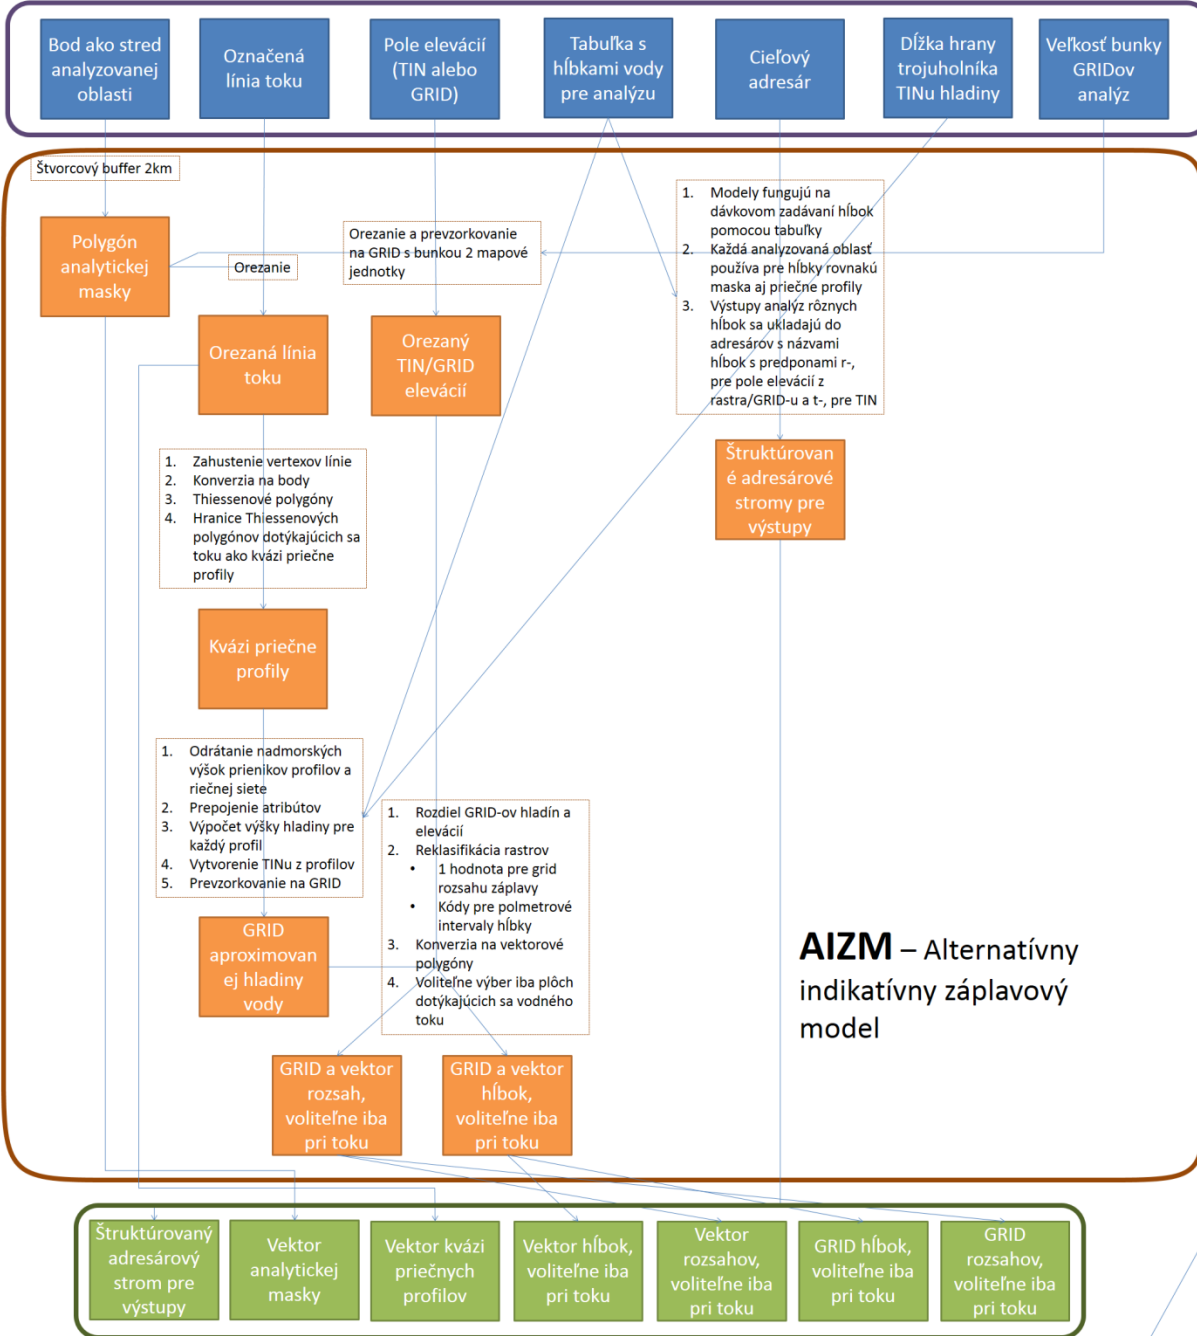 Bod ako stred
analyzovanej
oblasti
Označená
línia toku
Pole elevácií
(TIN alebo
GRID)
Tabuľka s
hĺbkami vody
pre analýzu
Cieľový
adresár
Dĺžka hrany
trojuholníka
TINu hladiny
Veľkosť bunky
GRIDov
analýz
Štvorcový buffer 2km
Polygón
analytickej
masky
Orezanie
Orezanie a prevzorkovanie
na GRID s bunkou 2 mapové
jednotky
1. Modely fungujú na
dávkovom zadávaní hĺbok
pomocou tabuľky
2. Každá analyzovaná oblasť
používa pre hĺbky rovnakú
maska aj priečne profily
3. Výstupy analýz rôznych
hĺbok sa ukladajú do
adresárov s názvami
hĺbok s predponami r-,
pre pole elevácií z
rastra/GRID-u a t-, pre TIN
Orezaná línia
toku
Orezaný
TIN/GRID
elevácií
1. Zahustenie vertexov línie
2. Konverzia na body
3. Thiessenové polygóny
4. Hranice Thiessenových
polygónov dotýkajúcich sa
toku ako kvázi priečne
profily
Štruktúrovan
é adresárové
stromy pre
výstupy
Kvázi priečne
profily
1. Odrátanie nadmorských
výšok prienikov profilov a
riečnej siete
2. Prepojenie atribútov
3. Výpočet výšky hladiny pre
každý profil
4. Vytvorenie TINu z profilov
5. Prevzorkovanie na GRID
1. Rozdiel GRID-ov hladín a
elevácií
2. Reklasifikácia rastrov
• 1 hodnota pre grid
rozsahu záplavy
• Kódy pre polmetrové
intervaly hĺbky
3. Konverzia na vektorové
polygóny
4. Voliteľne výber iba plôch
dotýkajúcich sa vodného
toku
GRID
aproximovan
ej hladiny
vody
AIZM – Alternatívny
indikatívny záplavový
model
GRID a vektor
rozsah,
voliteľne iba
pri toku
GRID a vektor
hĺbok,
voliteľne iba
pri toku
Štruktúrovaný
adresárový
strom pre
výstupy
Vektor
analytickej
masky
Vektor kvázi
priečnych
profilov
Vektor hĺbok,
voliteľne iba
pri toku
Vektor
rozsahov,
voliteľne iba
pri toku
GRID hĺbok,
voliteľne iba
pri toku
GRID
rozsahov,
voliteľne iba
pri toku